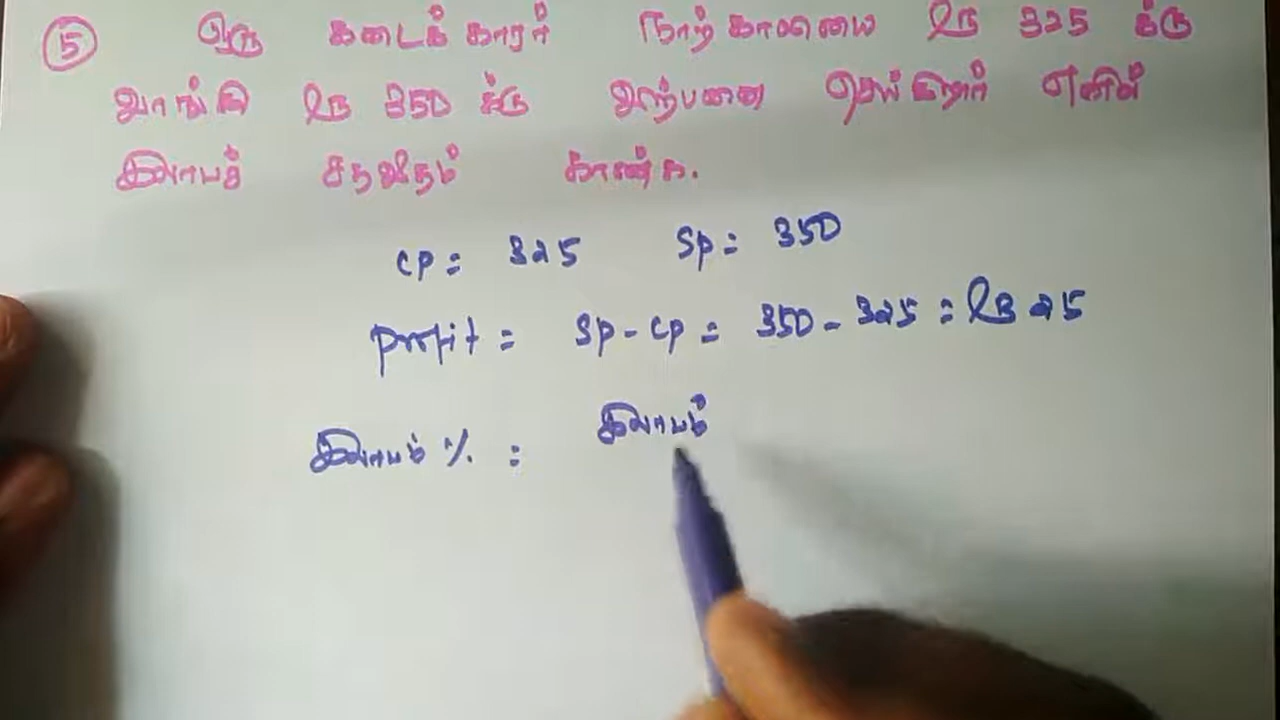 ⑤ ஒரு கடைக்காரர் நாற்காலியை ரூ 325 க்கு
வாங்கி ரூ 350 க்கு விற்பனை செய்கிறார் எனில்
இலாபச் சதவீதம் காண்க.
CP = 325 SP = 350
profit = SP - CP = 350 - 325 = ரூ 25
இலாபம் % = இலாபம்